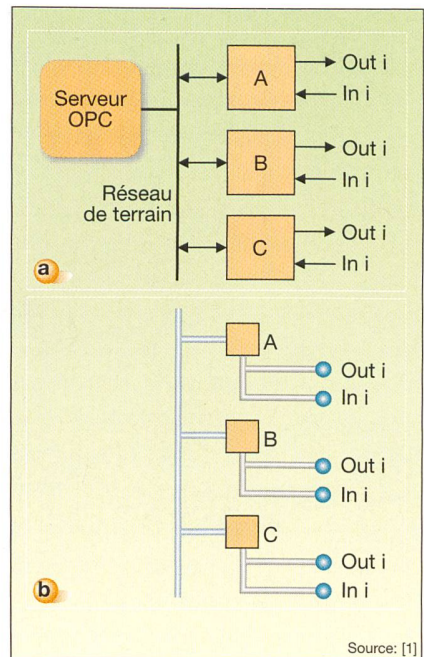 Serveur
OPC
A
Out i
In i
B
Out i
In i
Réseau
de terrain
C
Out i
In i
a
A
Out i
In i
B
Out i
In i
C
Out i
In i
b
Source: [1]